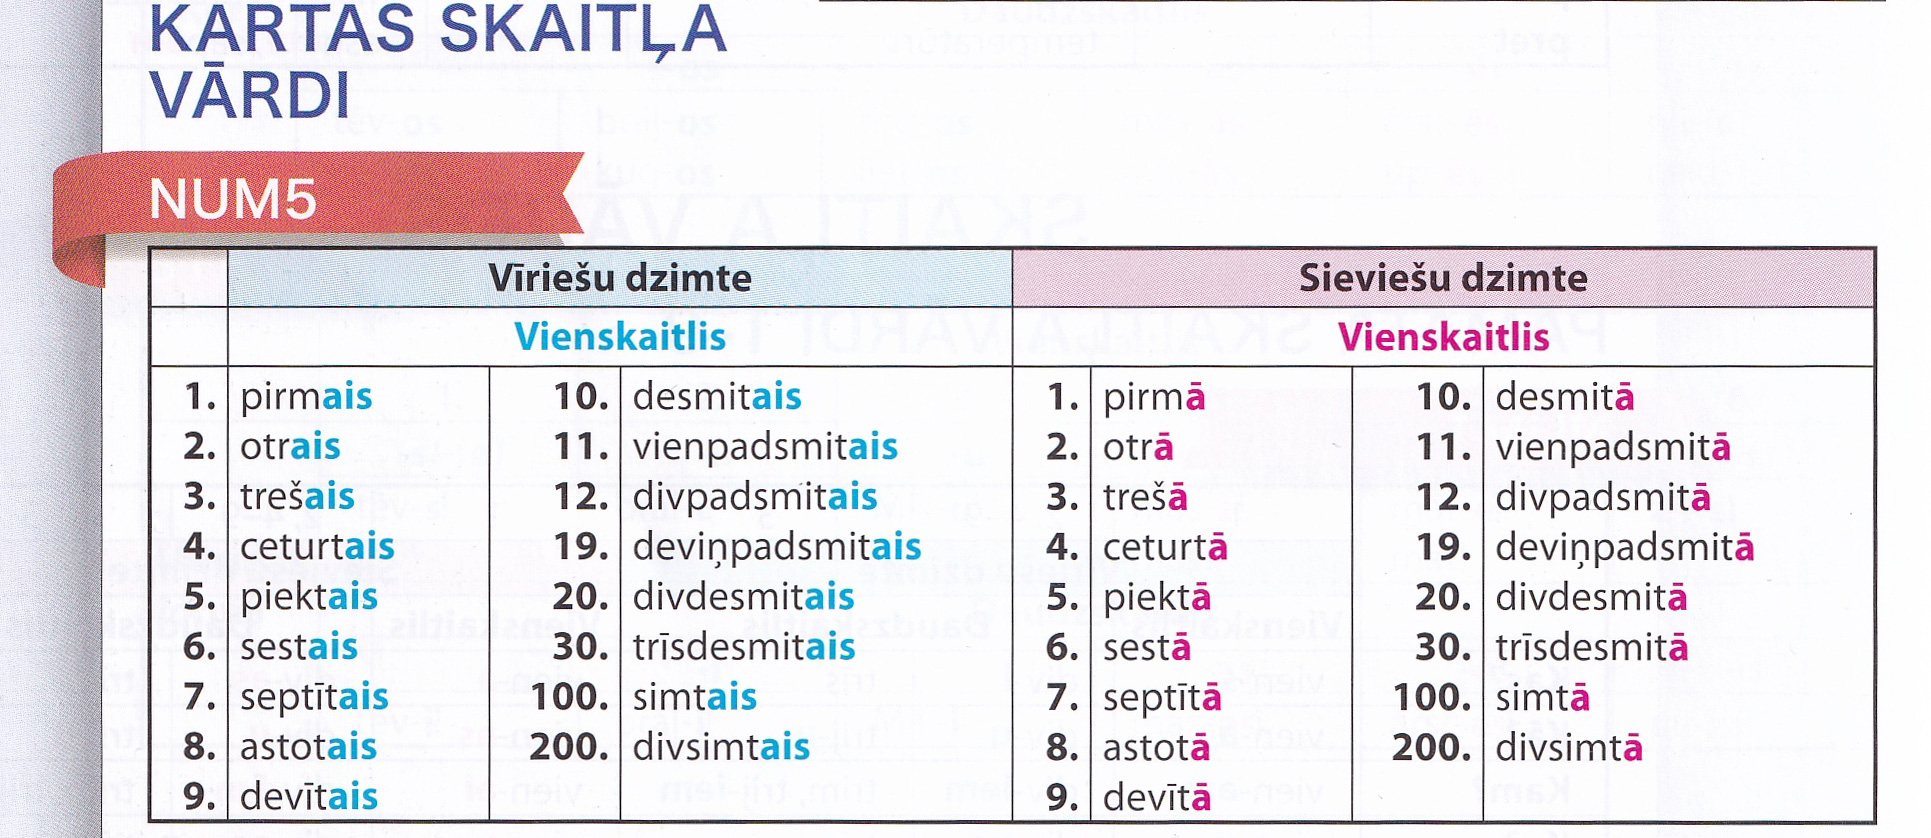 KĀRTAS SKAITĻA
VĀRDI
NUM5
Vīriešu dzimte Sieviešu dzimte
Vienskaitlis Vienskaitlis
1. pirmais 10. desmitais 1. pirmā 10. desmitā
2. otrais 11. vienpadsmitais 2. otrā 11. vienpadsmitā
3. trešais 12. divpadsmitais 3. trešā 12. divpadsmitā
4. ceturtais 19. deviņpadsmitais 4. ceturtā 19. deviņpadsmitā
5. piektais 20. divdesmitais 5. piektā 20. divdesmitā
6. sestais 30. trīsdesmitais 6. sestā 30. trīsdesmitā
7. septītais 100. simtais 7. septītā 100. simtā
8. astotais 200. divsimtais 8. astotā 200. divsimtā
9. devītais 9. devītā